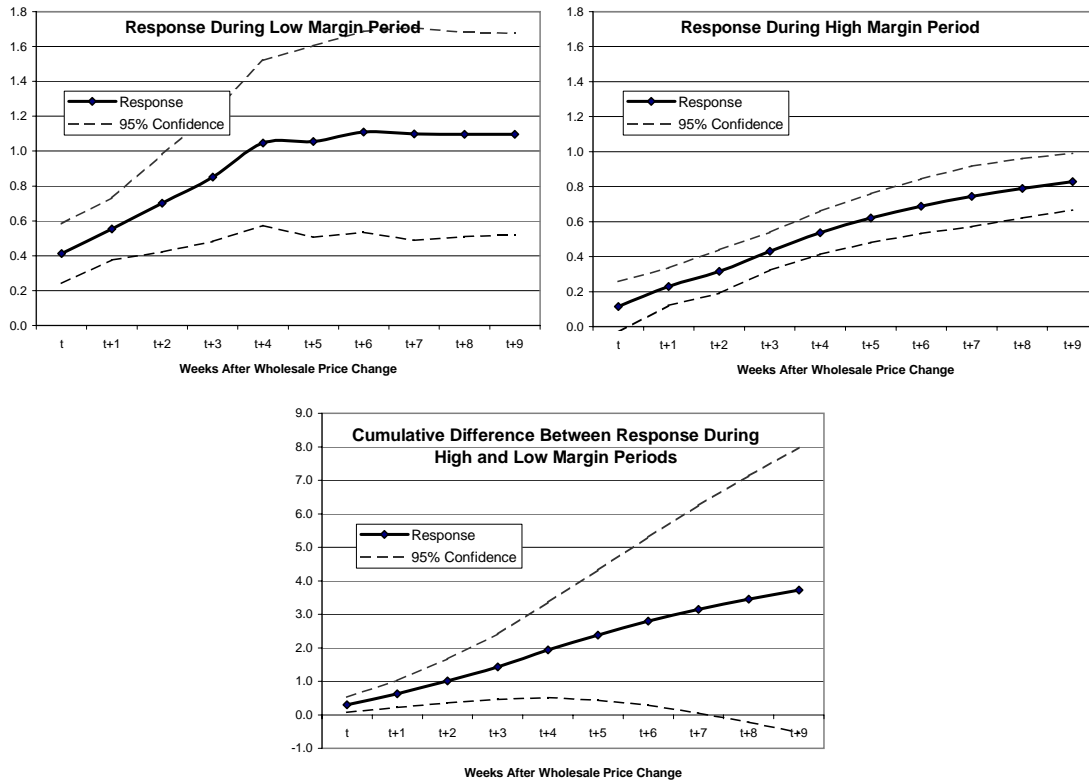 Response During Low Margin Period
1.8
1.6
1.4
1.2
1.0
0.8
0.6
0.4
0.2
0.0
Response
95% Confidence
t t+1 t+2 t+3 t+4 t+5 t+6 t+7 t+8 t+9
Weeks After Wholesale Price Change
Response During High Margin Period
1.8
1.6
1.4
1.2
1.0
0.8
0.6
0.4
0.2
0.0
Response
95% Confidence
t t+1 t+2 t+3 t+4 t+5 t+6 t+7 t+8 t+9
Weeks After Wholesale Price Change
Cumulative Difference Between Response During
High and Low Margin Periods
9.0
8.0
7.0
6.0
5.0
4.0
3.0
2.0
1.0
0.0
-1.0
Response
95% Confidence
t t+1 t+2 t+3 t+4 t+5 t+6 t+7 t+8 t+9
Weeks After Wholesale Price Change